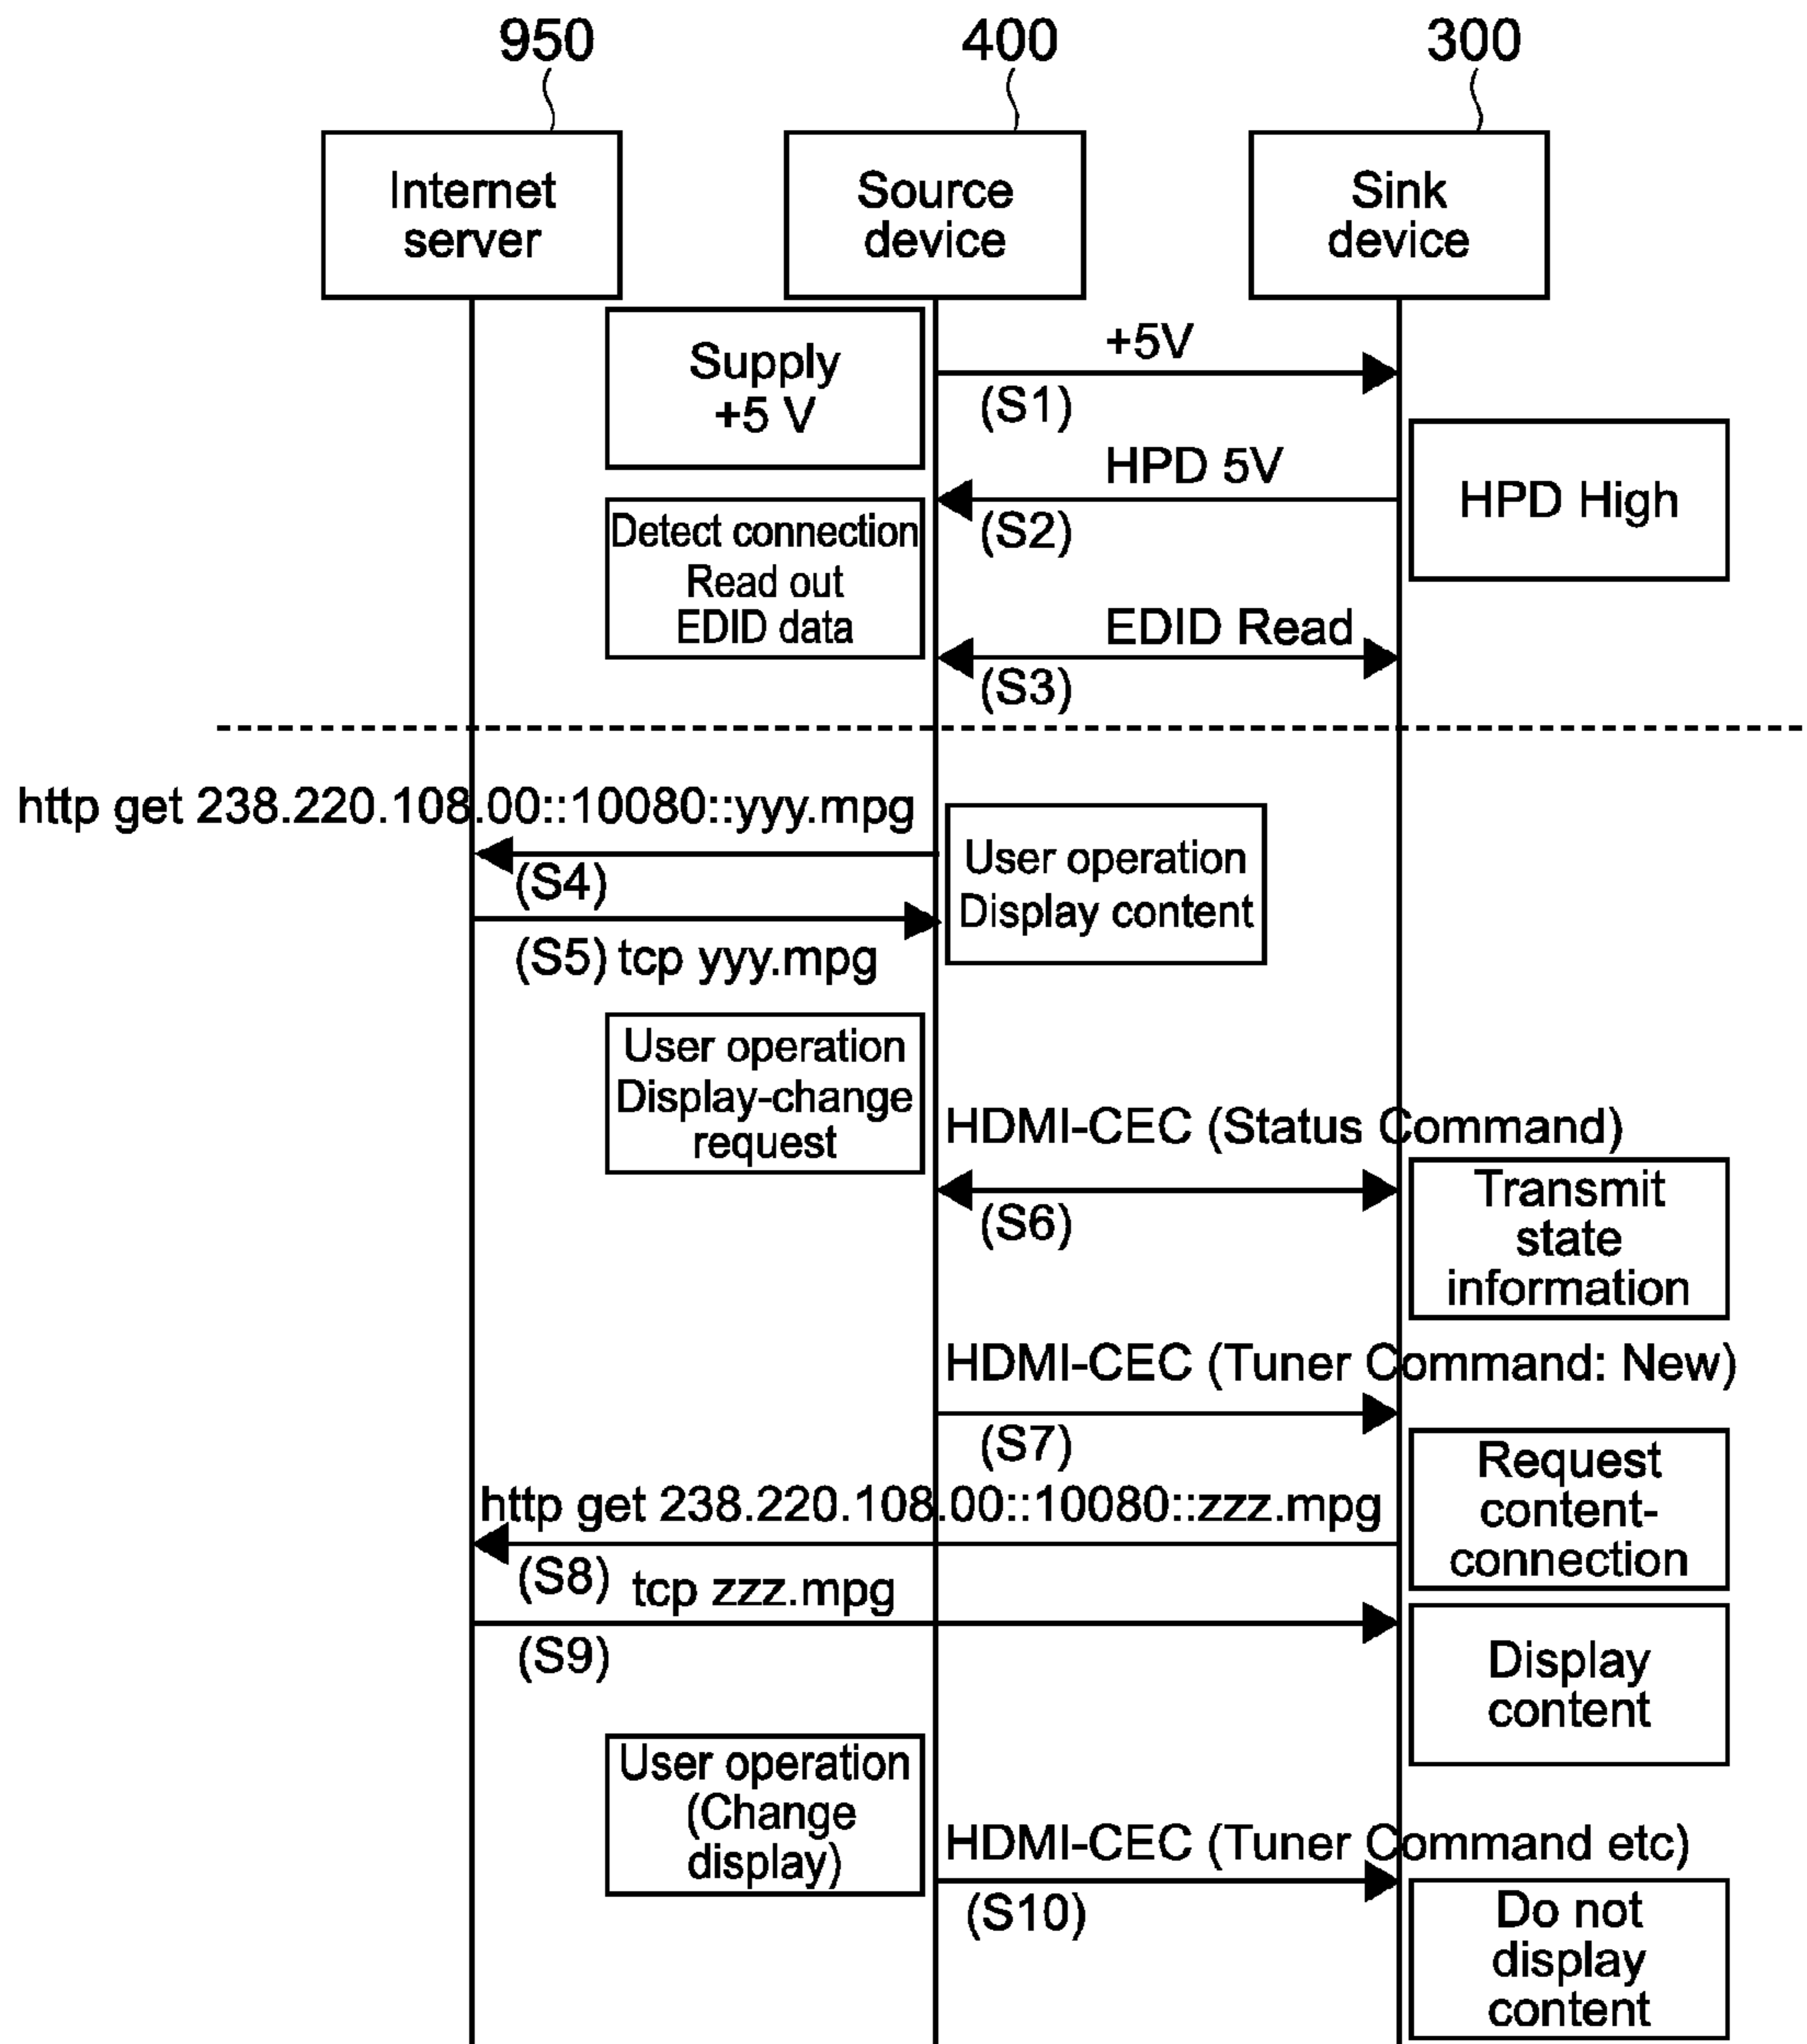 950
400
300
Internet
server
Source
device
Sink
device
Supply
+5 V
+5V
(S1)
HPD 5V
(S2)
HPD High
Detect connection
Read out
EDID data
EDID Read
(S3)
http get 238.220.108.00::10080::yyy.mpg
(S4)
User operation
Display content
(S5) tcp yyy.mpg
User operation
Display-change
request
HDMI-CEC (Status Command)
(S6)
Transmit
state
information
HDMI-CEC (Tuner Command: New)
(S7)
Request
content-
connection
http get 238.220.108.00::10080::zzz.mpg
(S8)
tcp zzz.mpg
(S9)
Display
content
User operation
(Change
display)
HDMI-CEC (Tuner Command etc)
(S10)
Do not
display
content